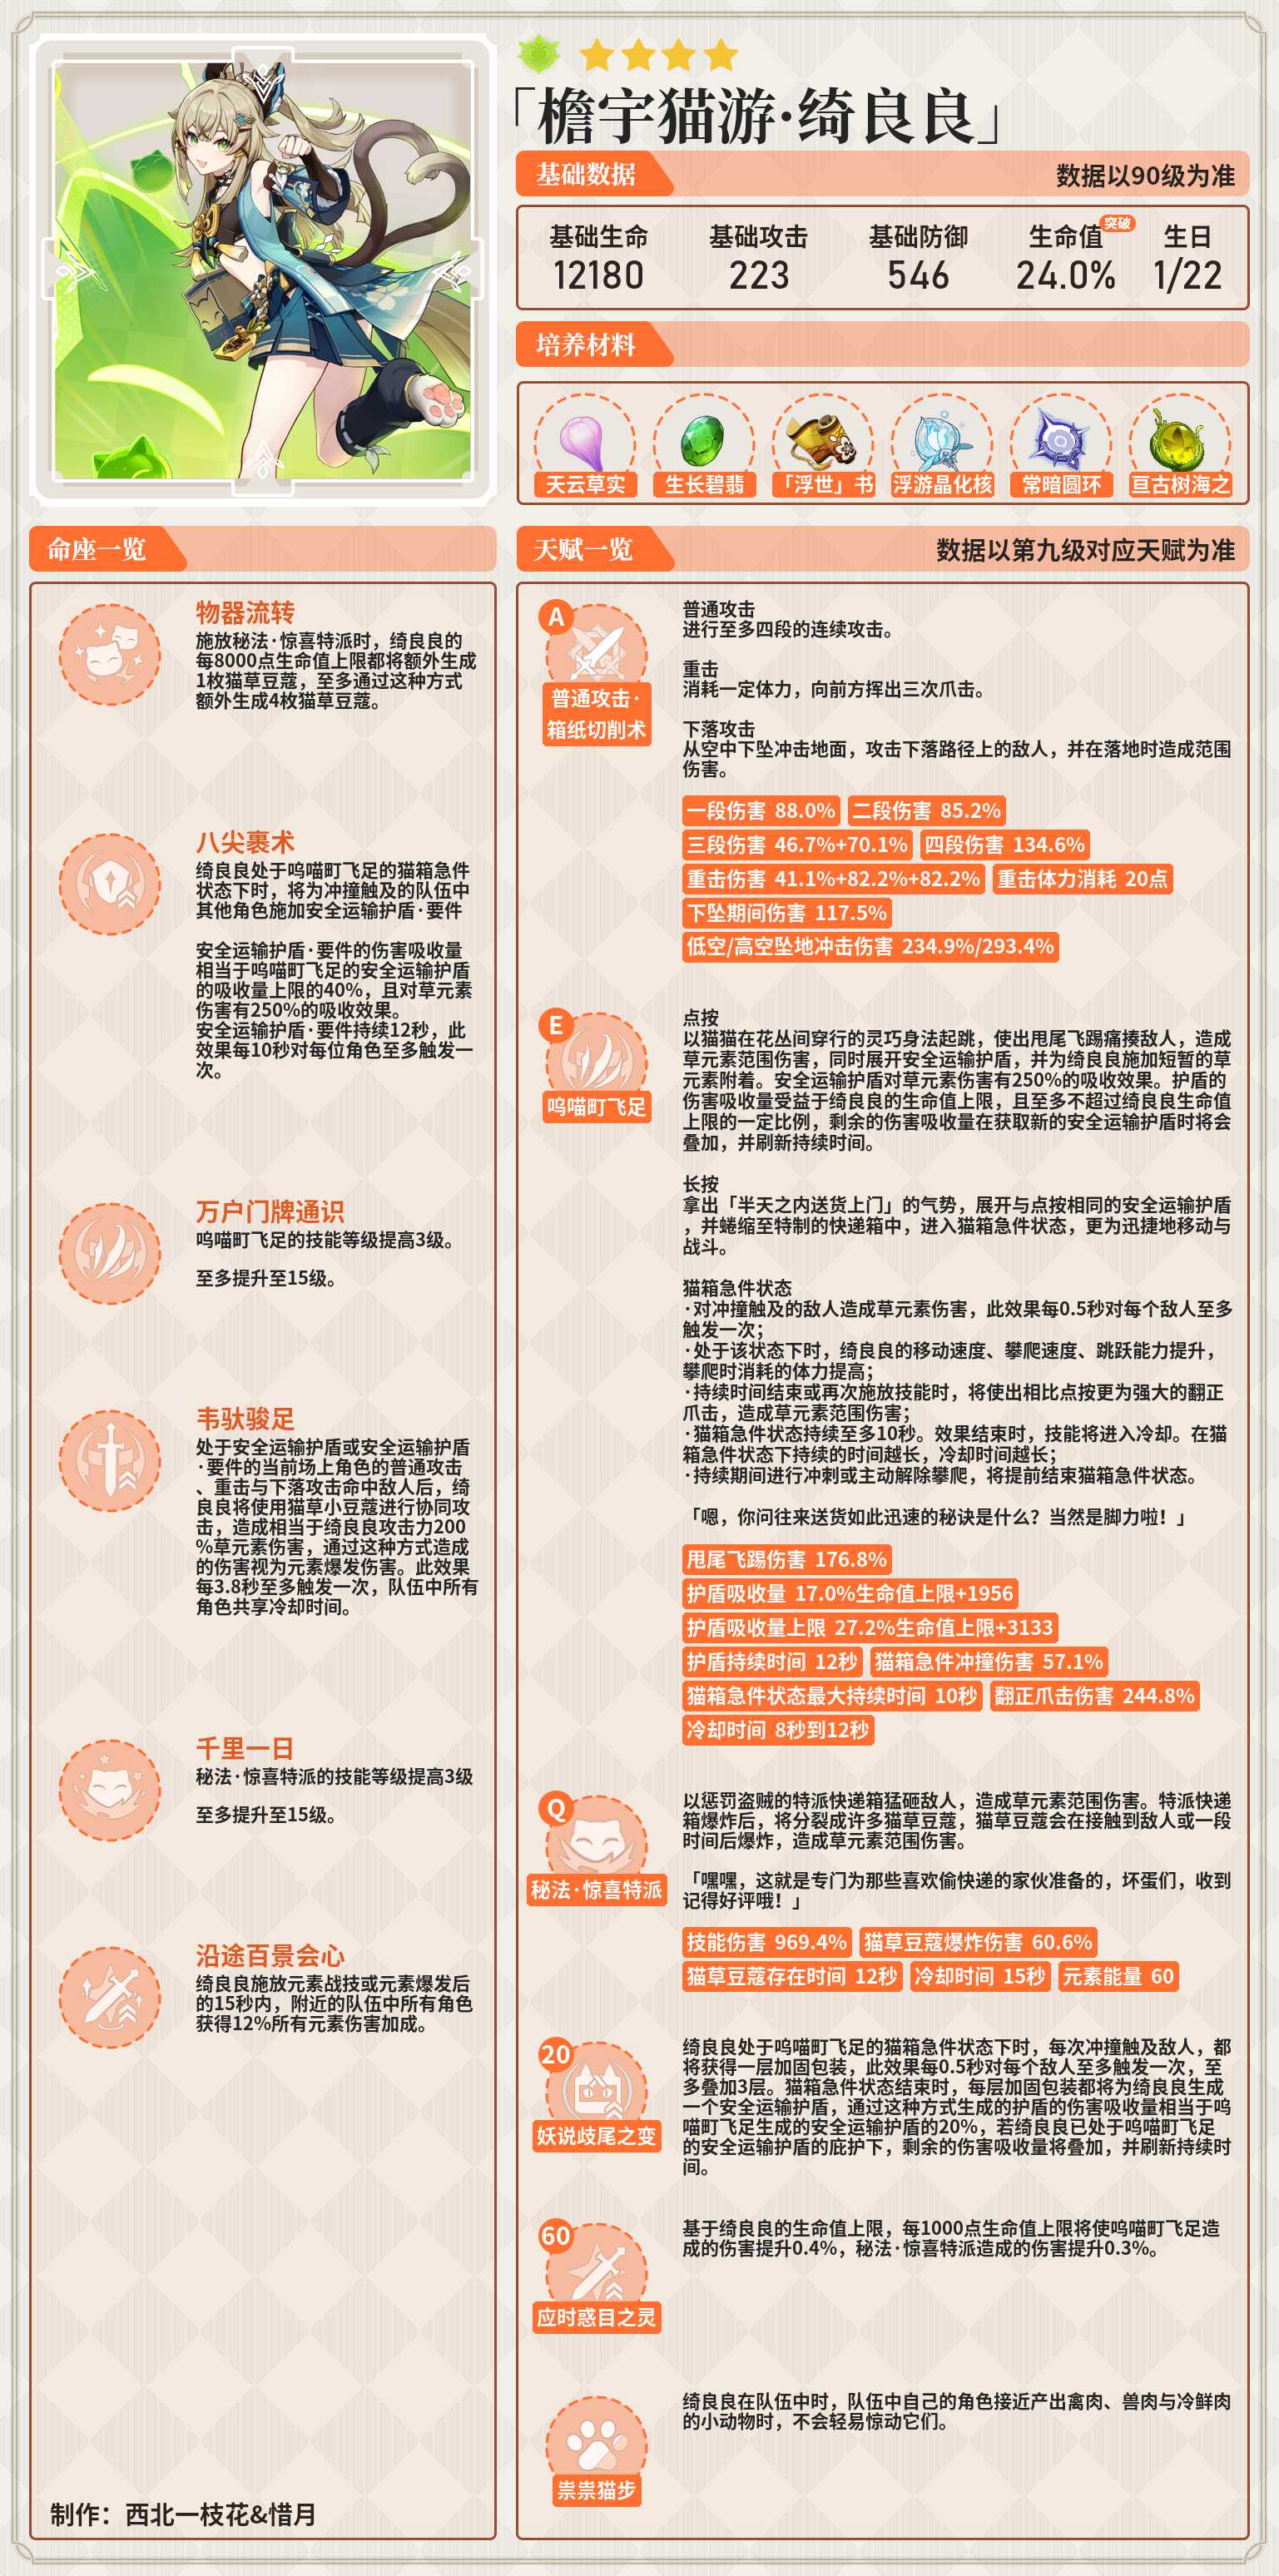 「檐宇猫游·绮良良」
基础数据
数据以90级为准
基础生命
基础攻击
基础防御
生命值
突破
生日
12180
223
546
24.0%
1/22
培养材料
天云草实
生长碧翡
「浮世」书
浮游晶化核
常暗圆环
亘古树海之
命座一览
物器流转
施放秘法·惊喜特派时，绮良良的
每8000点生命值上限都将额外生成
1枚猫草豆蔻，至多通过这种方式
额外生成4枚猫草豆蔻。
八尖裹术
绮良良处于呜喵町飞足的猫箱急件
状态下时，将为冲撞触及的队伍中
其他角色施加安全运输护盾·要件
安全运输护盾·要件的伤害吸收量
相当于呜喵町飞足的安全运输护盾
的吸收量上限的40%，且对草元素
伤害有250%的吸收效果。
安全运输护盾·要件持续12秒，此
效果每10秒对每位角色至多触发一
次。
万户门牌通识
呜喵町飞足的技能等级提高3级。
至多提升至15级。
韦驮骏足
处于安全运输护盾或安全运输护盾
·要件的当前场上角色的普通攻击
、重击与下落攻击命中敌人后，绮
良良将使用猫草小豆蔻进行协同攻
击，造成相当于绮良良攻击力200
%草元素伤害，通过这种方式造成
的伤害视为元素爆发伤害。此效果
每3.8秒至多触发一次，队伍中所有
角色共享冷却时间。
千里一日
秘法·惊喜特派的技能等级提高3级
至多提升至15级。
沿途百景会心
绮良良施放元素战技或元素爆发后
的15秒内，附近的队伍中所有角色
获得12%所有元素伤害加成。
制作：西北一枝花&惜月
天赋一览
数据以第九级对应天赋为准
A
普通攻击·
箱纸切削术
普通攻击
进行至多四段的连续攻击。
重击
消耗一定体力，向前方挥出三次爪击。
下落攻击
从空中下坠冲击地面，攻击下落路径上的敌人，并在落地时造成范围
伤害。
一段伤害 88.0% 二段伤害 85.2%
三段伤害 46.7%+70.1% 四段伤害 134.6%
重击伤害 41.1%+82.2%+82.2% 重击体力消耗 20点
下坠期间伤害 117.5%
低空/高空坠地冲击伤害 234.9%/293.4%
E
呜喵町飞足
点按
以猫猫在花丛间穿行的灵巧身法起跳，使出甩尾飞踢痛揍敌人，造成
草元素范围伤害，同时展开安全运输护盾，并为绮良良施加短暂的草
元素附着。安全运输护盾对草元素伤害有250%的吸收效果。护盾的
伤害吸收量受益于绮良良的生命值上限，且至多不超过绮良良生命值
上限的一定比例，剩余的伤害吸收量在获取新的安全运输护盾时将会
叠加，并刷新持续时间。
长按
拿出「半天之内送货上门」的气势，展开与点按相同的安全运输护盾
，并蜷缩至特制的快递箱中，进入猫箱急件状态，更为迅捷地移动与
战斗。
猫箱急件状态
·对冲撞触及的敌人造成草元素伤害，此效果每0.5秒对每个敌人至多
触发一次；
·处于该状态下时，绮良良的移动速度、攀爬速度、跳跃能力提升，
攀爬时消耗的体力提高；
·持续时间结束或再次施放技能时，将使出相比点按更为强大的翻正
爪击，造成草元素范围伤害；
·猫箱急件状态持续至多10秒。效果结束时，技能将进入冷却。在猫
箱急件状态下持续的时间越长，冷却时间越长；
·持续期间进行冲刺或主动解除攀爬，将提前结束猫箱急件状态。
「嗯，你问往来送货如此迅速的秘诀是什么？当然是脚力啦！」
甩尾飞踢伤害 176.8%
护盾吸收量 17.0%生命值上限+1956
护盾吸收量上限 27.2%生命值上限+3133
护盾持续时间 12秒 猫箱急件冲撞伤害 57.1%
猫箱急件状态最大持续时间 10秒 翻正爪击伤害 244.8%
冷却时间 8秒到12秒
Q
秘法·惊喜特派
以惩罚盗贼的特派快递箱猛砸敌人，造成草元素范围伤害。特派快递
箱爆炸后，将分裂成许多猫草豆蔻，猫草豆蔻会在接触到敌人或一段
时间后爆炸，造成草元素范围伤害。
「嘿嘿，这就是专门为那些喜欢偷快递的家伙准备的，坏蛋们，收到
记得好评哦！」
技能伤害 969.4% 猫草豆蔻爆炸伤害 60.6%
猫草豆蔻存在时间 12秒 冷却时间 15秒 元素能量 60
20
妖说歧尾之变
绮良良处于呜喵町飞足的猫箱急件状态下时，每次冲撞触及敌人，都
将获得一层加固包装，此效果每0.5秒对每个敌人至多触发一次，至
多叠加3层。猫箱急件状态结束时，每层加固包装都将为绮良良生成
一个安全运输护盾，通过这种方式生成的护盾的伤害吸收量相当于呜
喵町飞足生成的安全运输护盾的20%，若绮良良已处于呜喵町飞足
的安全运输护盾的庇护下，剩余的伤害吸收量将叠加，并刷新持续时
间。
60
应时惑目之灵
基于绮良良的生命值上限，每1000点生命值上限将使呜喵町飞足造
成的伤害提升0.4%，秘法·惊喜特派造成的伤害提升0.3%。
祟祟猫步
绮良良在队伍中时，队伍中自己的角色接近产出禽肉、兽肉与冷鲜肉
的小动物时，不会轻易惊动它们。